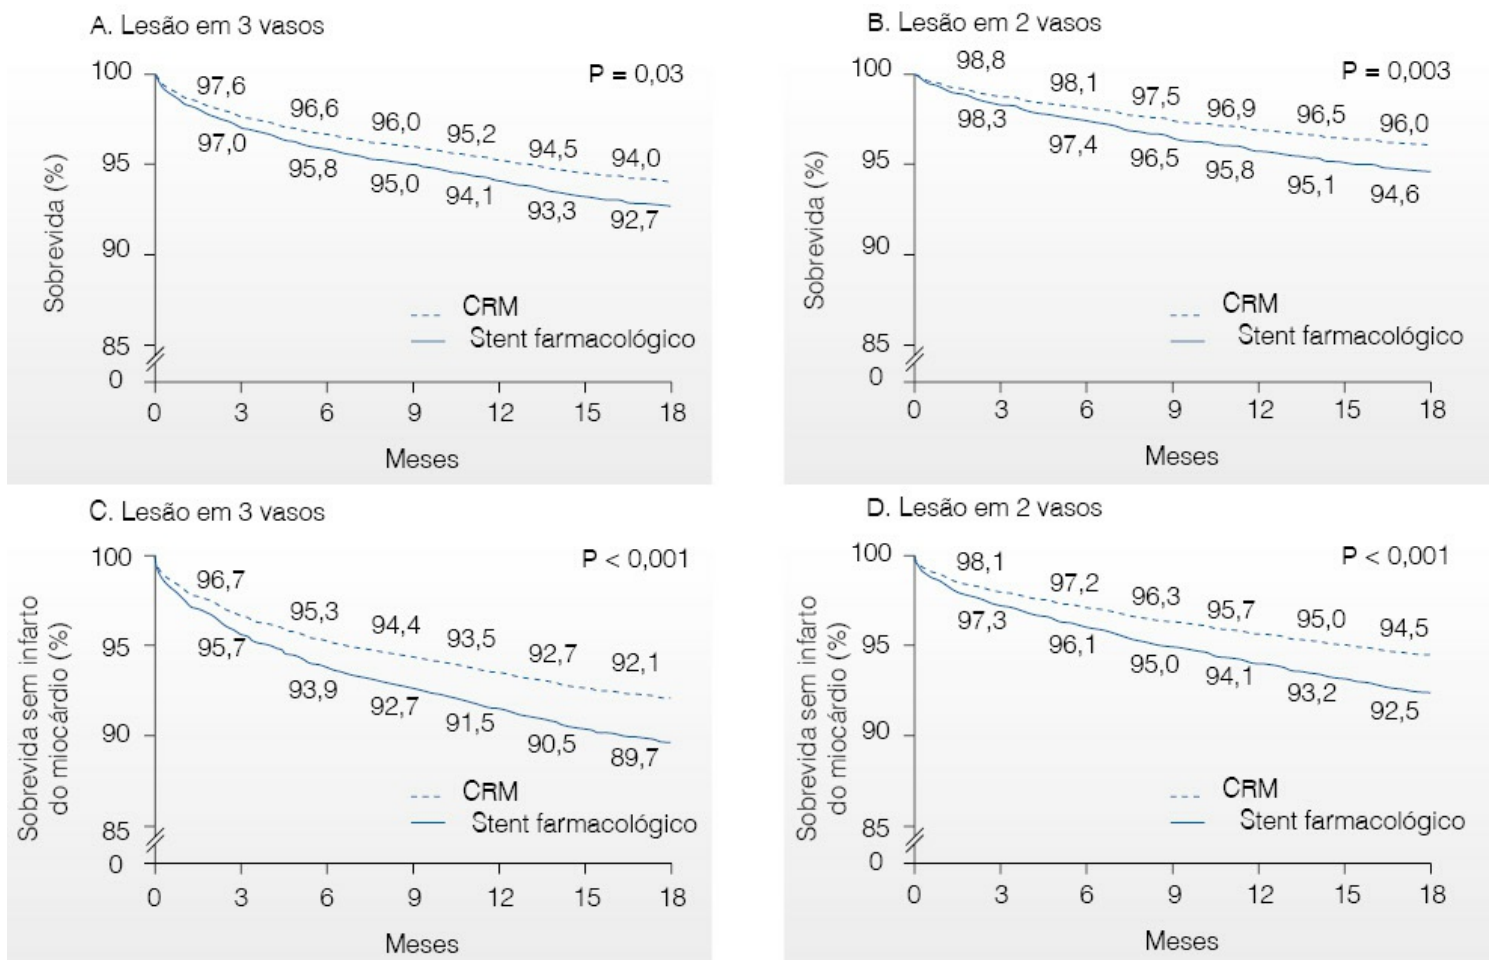 A. Lesão em 3 vasos
P = 0,03
Sobrevida (%)
100
95
90
85
0
97,6
96,6
96,0
95,2
94,5
94,0
97,0
95,8
95,0
94,1
93,3
92,7
CRM
Stent farmacológico
0 3 6 9 12 15 18
Meses
B. Lesão em 2 vasos
P = 0,003
Sobrevida (%)
100
95
90
85
0
98,8
98,1
97,5
96,9
96,5
96,0
98,3
97,4
96,5
95,8
95,1
94,6
CRM
Stent farmacológico
0 3 6 9 12 15 18
Meses
C. Lesão em 3 vasos
P < 0,001
Sobrevida sem infarto
do miocárdio (%)
100
95
90
85
0
96,7
95,3
94,4
93,5
92,7
92,1
95,7
93,9
92,7
91,5
90,5
89,7
CRM
Stent farmacológico
0 3 6 9 12 15 18
Meses
D. Lesão em 2 vasos
P < 0,001
Sobrevida sem infarto
do miocárdio (%)
100
95
90
85
0
98,1
97,2
96,3
95,7
95,0
94,5
97,3
96,1
95,0
94,1
93,2
92,5
CRM
Stent farmacológico
0 3 6 9 12 15 18
Meses